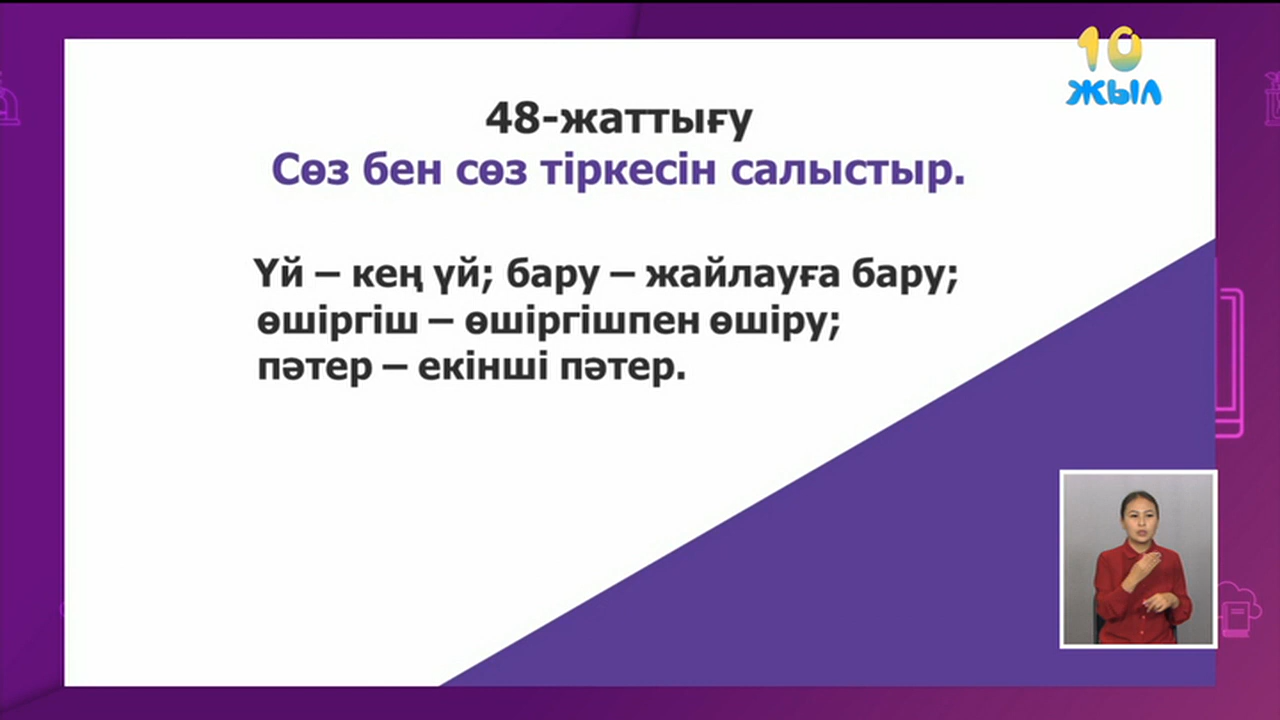 10
ЖЫЛ
48-жаттығу
Сөз бен сөз тіркесін салыстыр.
Үй – кең үй; бару – жайлауға бару;
өшіргіш – өшіргішпен өшіру;
пәтер – екінші пәтер.